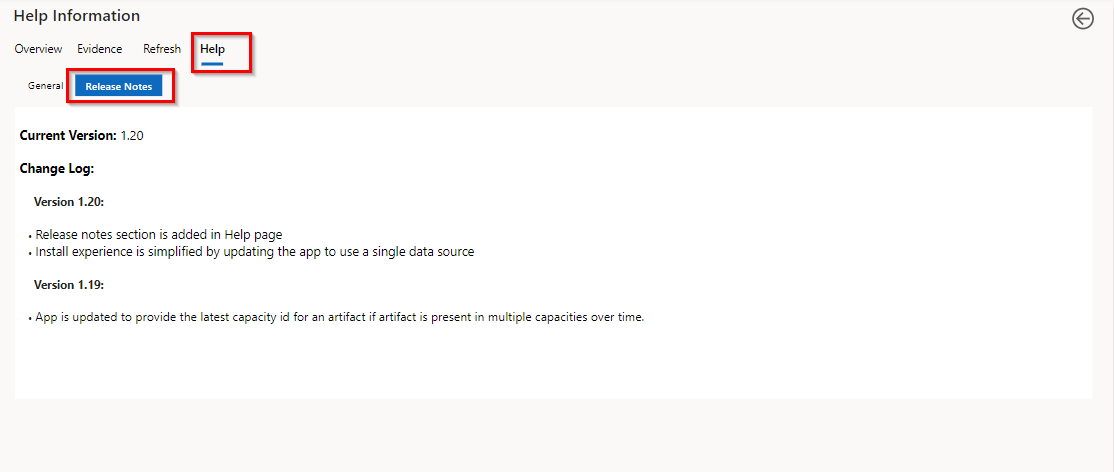 Help Information
Overview Evidence Refresh Help
General Release Notes
Current Version: 1.20
Change Log:
Version 1.20:
• Release notes section is added in Help page
• Install experience is simplified by updating the app to use a single data source
Version 1.19:
• App is updated to provide the latest capacity id for an artifact if artifact is present in multiple capacities over time.